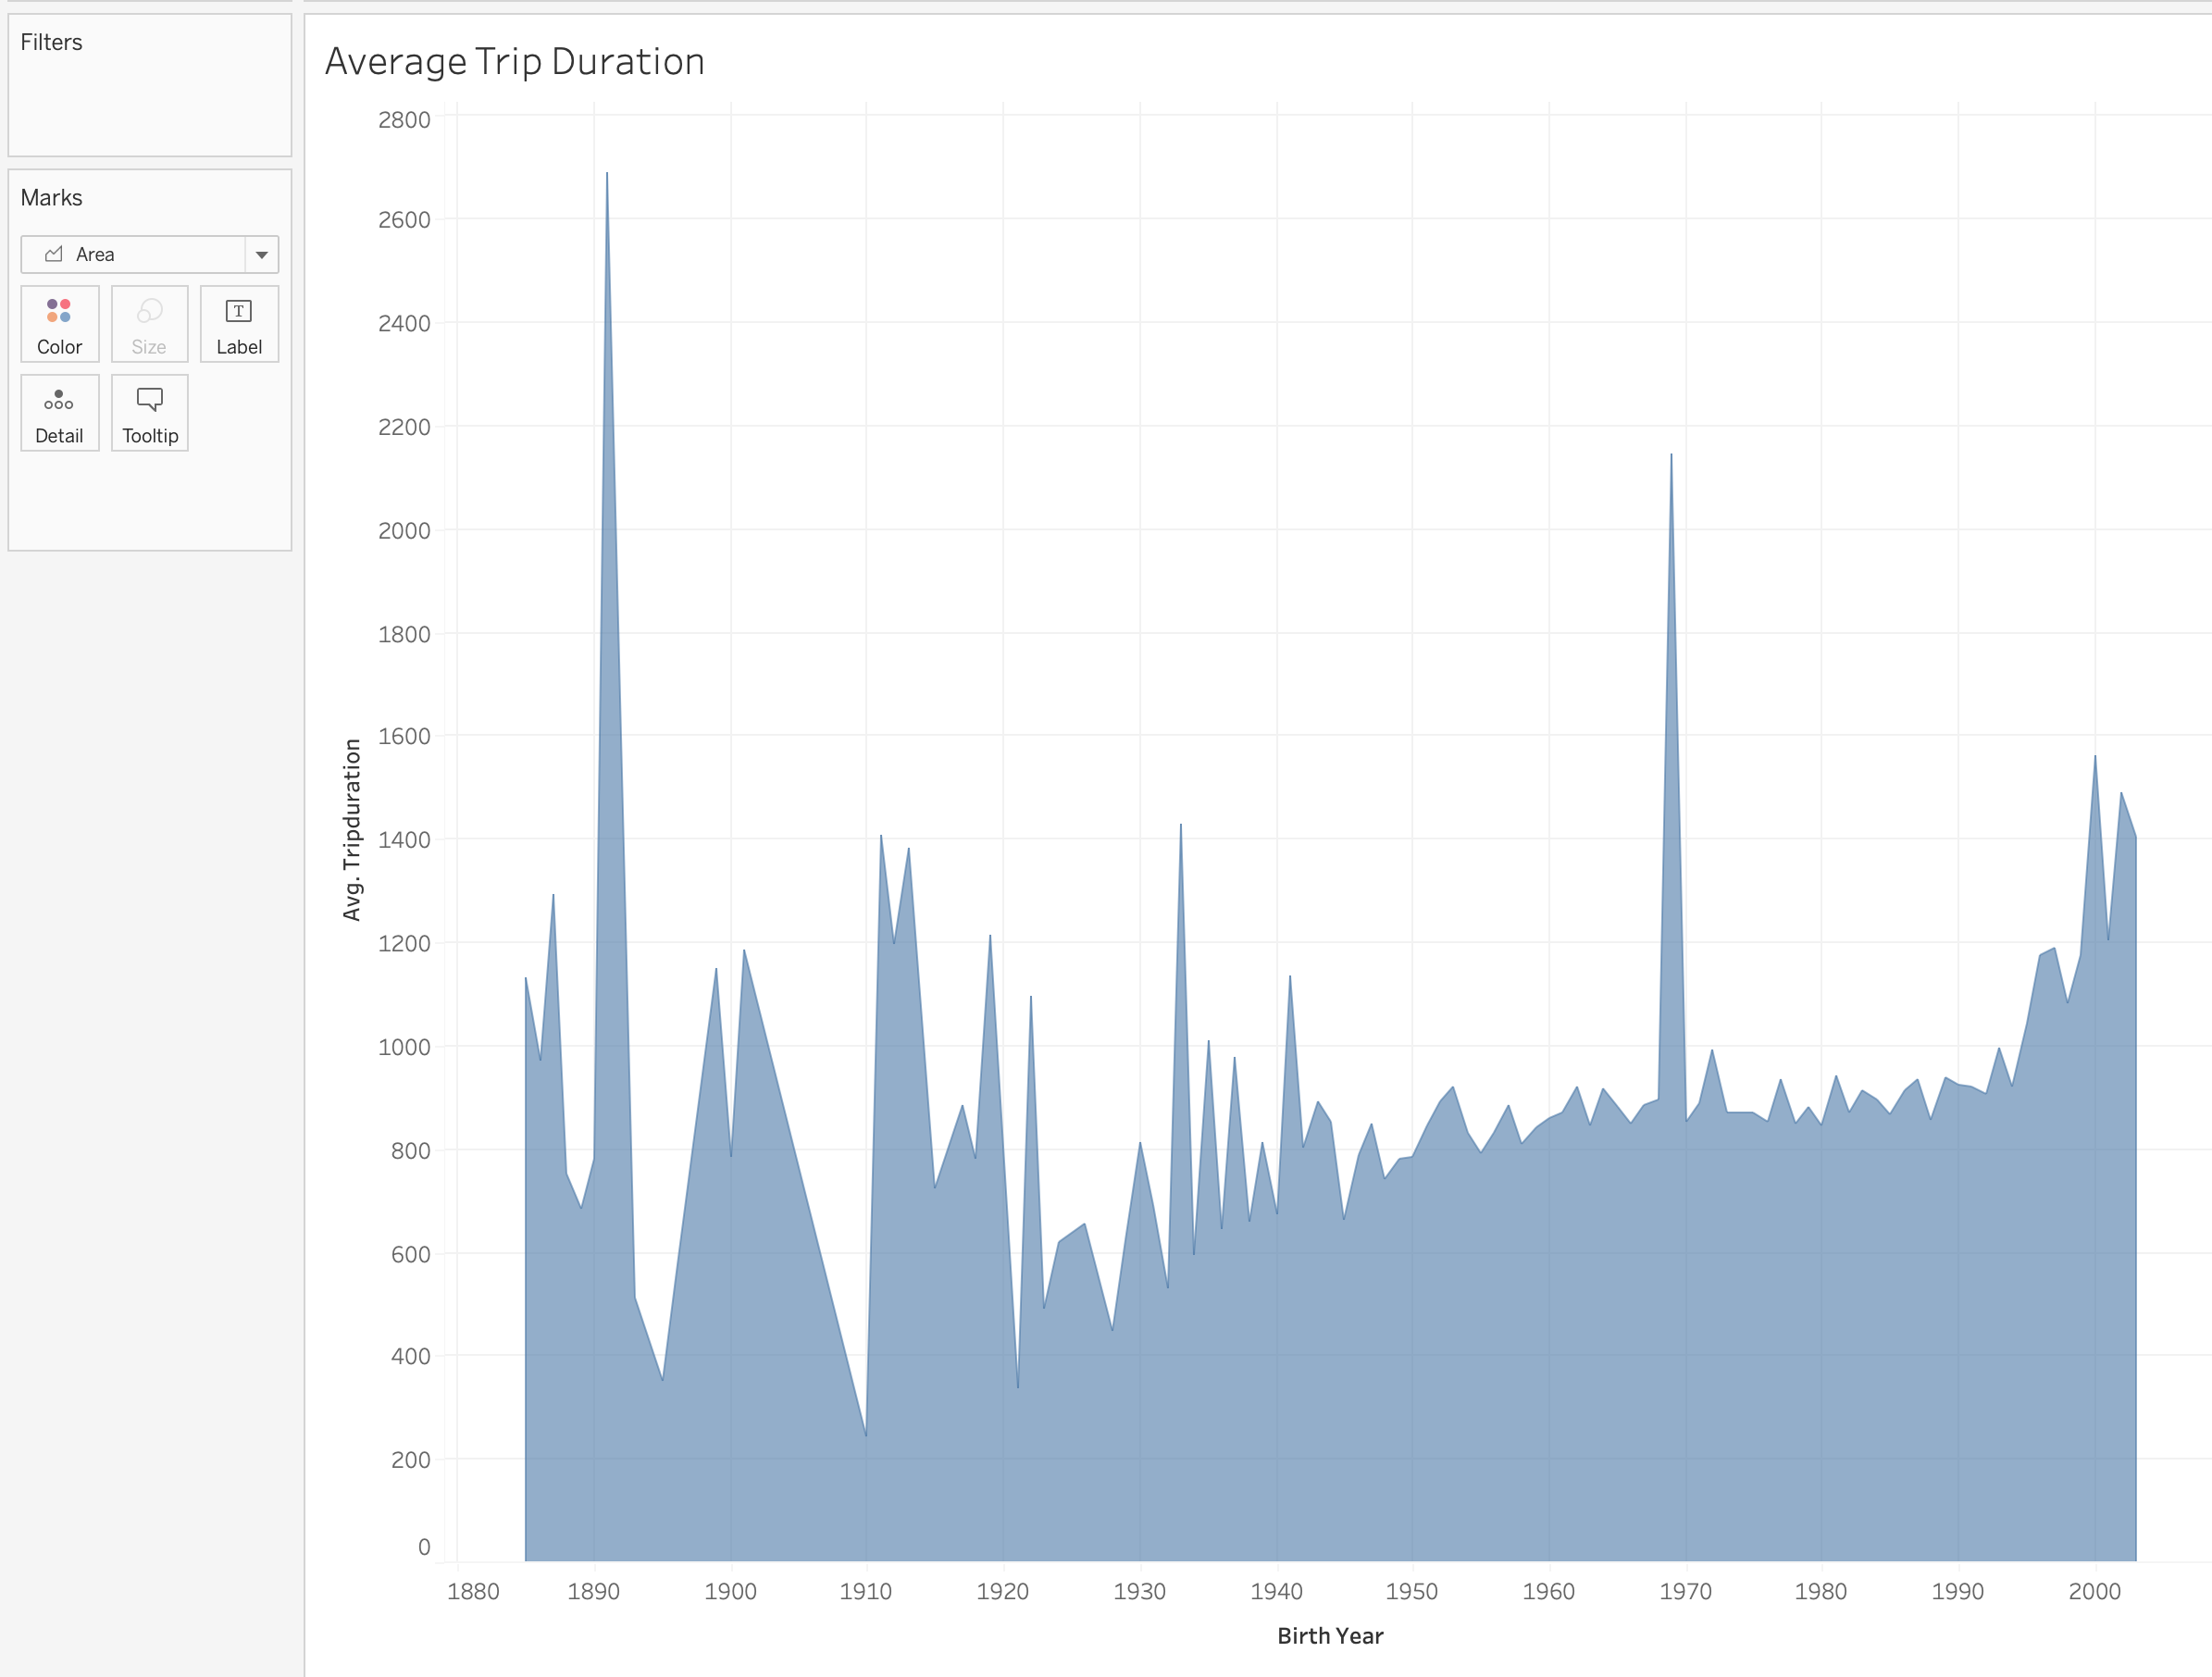 Filters
Marks
Area
Color
Size
T
Label
Detail
Tooltip
Average Trip Duration
2800
2600
2400
2200
2000
1800
1600
1400
1200
1000
800
600
400
200
0
Avg. Tripduration
1880 1890 1900 1910 1920 1930 1940 1950 1960 1970 1980 1990 2000
Birth Year